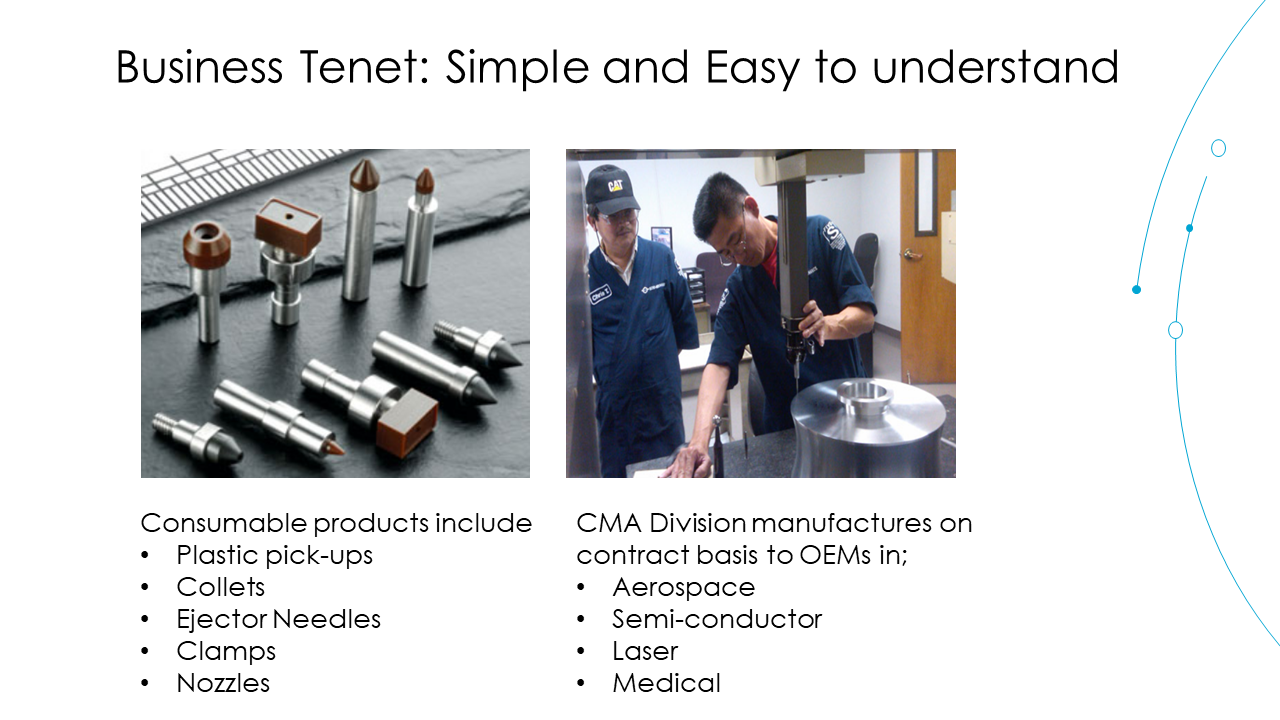 Business Tenet: Simple and Easy to understand
CAT
Chris T
Consumable products include
• Plastic pick-ups
• Collets
• Ejector Needles
• Clamps
• Nozzles
CMA Division manufactures on
contract basis to OEMs in;
• Aerospace
• Semi-conductor
• Laser
• Medical